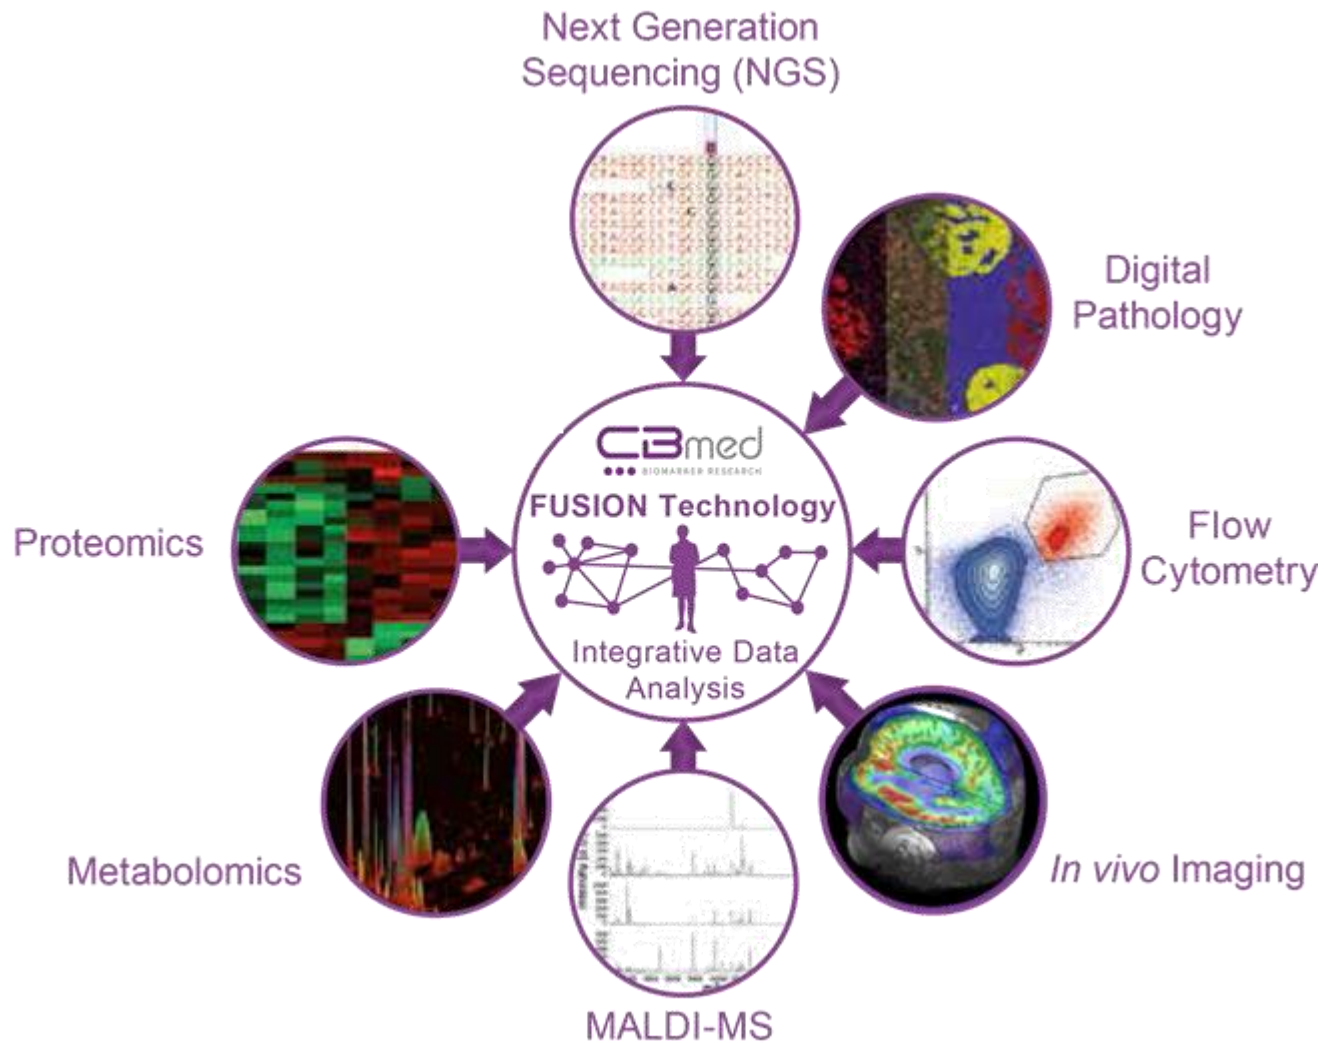 Next Generation
Sequencing (NGS)
Digital
Pathology
CBmed
BIOMARKER RESEARCH
FUSION Technology
Integrative Data
Analysis
Flow
Cytometry
Proteomics
Metabolomics
In vivo Imaging
MALDI-MS